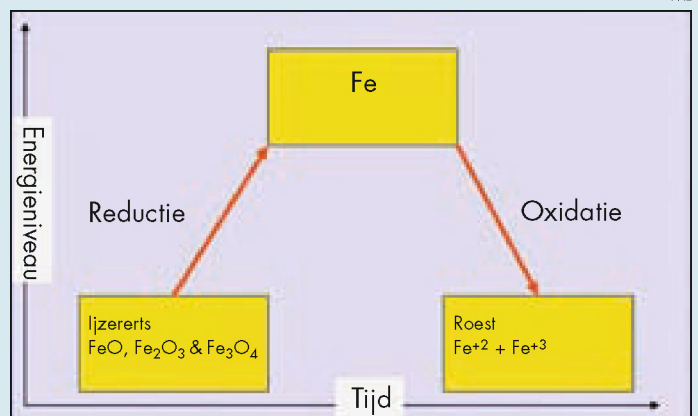 Fe
Energieniveau
Reductie
Oxidatie
Ijzererts
FeO, Fe₂O₃ & Fe₃O₄
Roest
Fe⁺² + Fe⁺³
Tijd